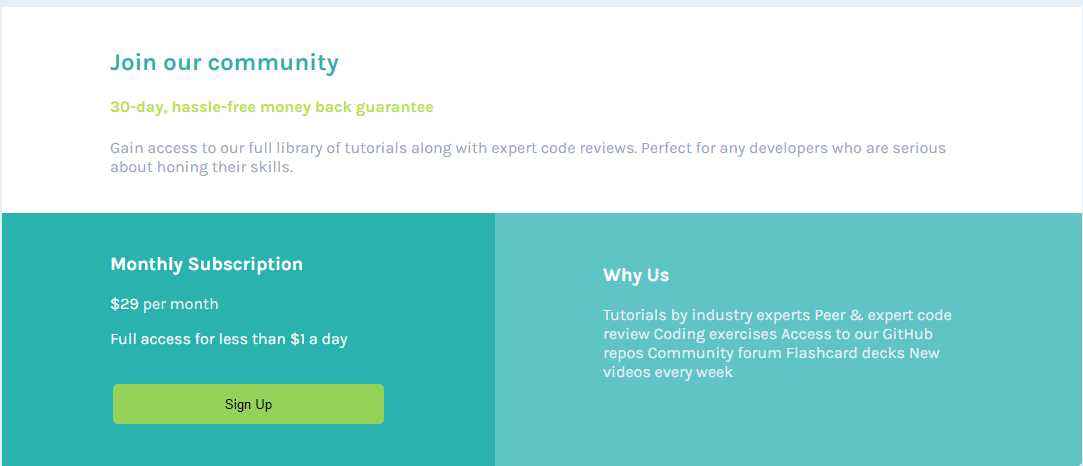 Join our community
30-day, hassle-free money back guarantee
Gain access to our full library of tutorials along with expert code reviews. Perfect for any developers who are serious
about honing their skills.
Monthly Subscription
$29 per month
Full access for less than $1 a day
Sign Up
Why Us
Tutorials by industry experts Peer & expert code
review Coding exercises Access to our GitHub
repos Community forum Flashcard decks New
videos every week